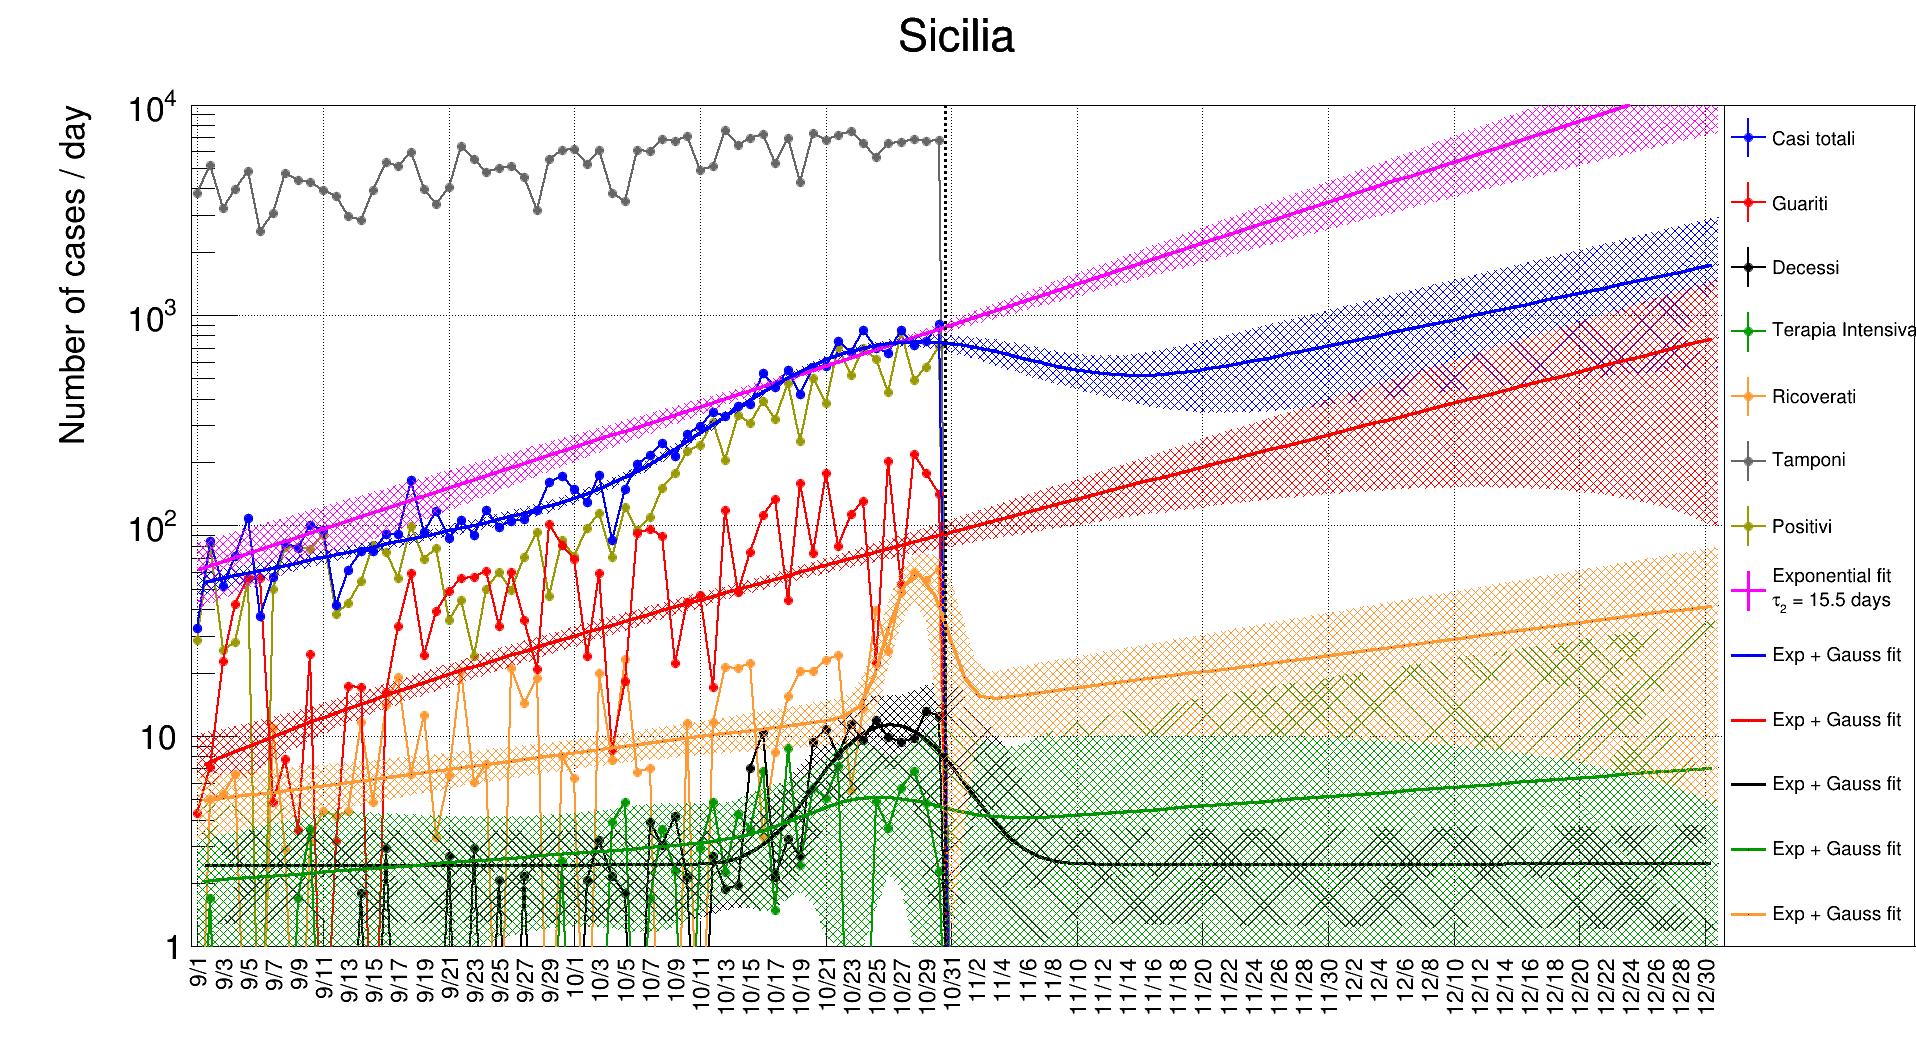 Sicilia
Number of cases / day
10⁴
10³
10²
10
1
9/1 9/3 9/5 9/7 9/9 9/11 9/13 9/15 9/17 9/19 9/21 9/23 9/25 9/27 9/29 10/1 10/3 10/5 10/7 10/9 10/11 10/13 10/15 10/17 10/19 10/21 10/23 10/25 10/27 10/29 10/31 11/2 11/4 11/6 11/8 11/10 11/12 11/14 11/16 11/18 11/20 11/22 11/24 11/26 11/28 11/30 12/2 12/4 12/6 12/8 12/10 12/12 12/14 12/16 12/18 12/20 12/22 12/24 12/26 12/28 12/30
Casi totali
Guariti
Decessi
Terapia Intensiva
Ricoverati
Tamponi
Positivi
Exponential fit
τ₂ = 15.5 days
Exp + Gauss fit
Exp + Gauss fit
Exp + Gauss fit
Exp + Gauss fit
Exp + Gauss fit